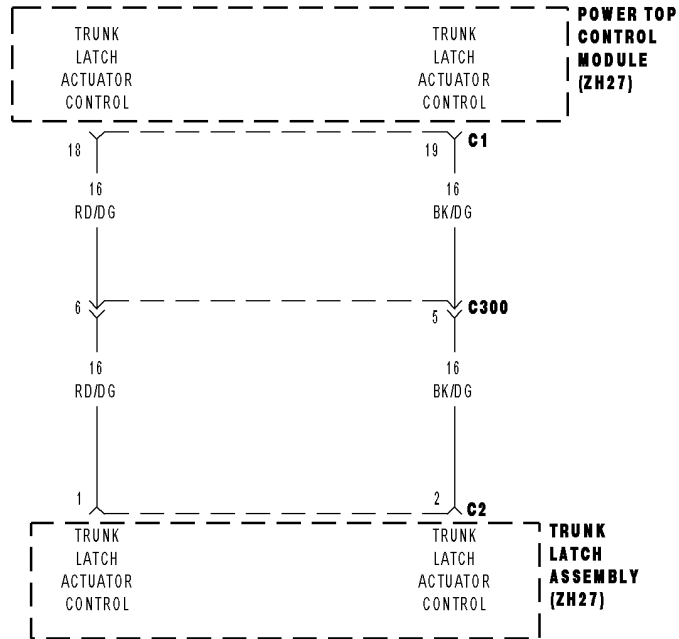 POWER TOP
CONTROL
MODULE
(ZH27)
TRUNK
LATCH
ACTUATOR
CONTROL
TRUNK
LATCH
ACTUATOR
CONTROL
18
19
C1
16
RD/DG
16
BK/DG
6
5
C300
16
RD/DG
16
BK/DG
1
2
C2
TRUNK
LATCH
ACTUATOR
CONTROL
TRUNK
LATCH
ACTUATOR
CONTROL
TRUNK
LATCH
ASSEMBLY
(ZH27)